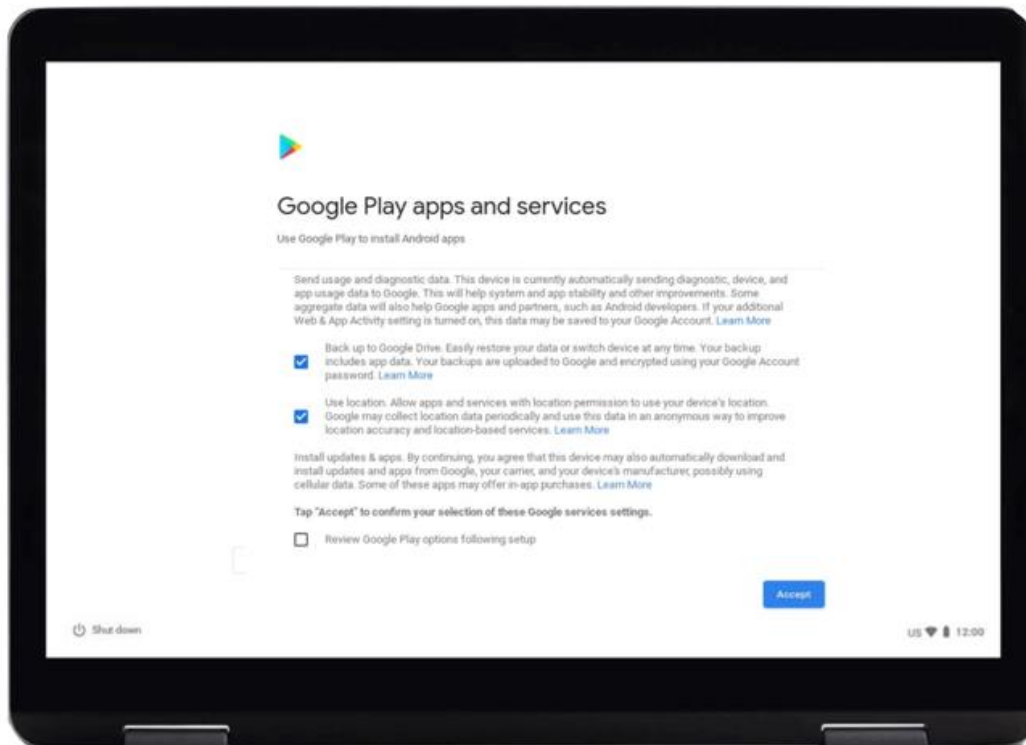 Google Play apps and services
Use Google Play to install Android apps
Send usage and diagnostic data. This device is currently automatically sending diagnostic, device, and
app usage data to Google. This will help system and app stability and other improvements. Some
aggregate data will also help Google apps and partners, such as Android developers. If your additional
Web & App Activity setting is turned on, this data may be saved to your Google Account. Learn More
Back up to Google Drive. Easily restore your data or switch device at any time. Your backup
includes app data. Your backups are uploaded to Google and encrypted using your Google Account
password. Learn More
Use location. Allow apps and services with location permission to use your device's location.
Google may collect location data periodically and use this data in an anonymous way to improve
location accuracy and location-based services. Learn More
Install updates & apps. By continuing, you agree that this device may also automatically download and
install updates and apps from Google, your carrier, and your device's manufacturer, possibly using
cellular data. Some of these apps may offer in-app purchases. Learn More
Tap "Accept" to confirm your selection of these Google services settings.
Review Google Play options following setup
Accept
Shut down
US 12:00